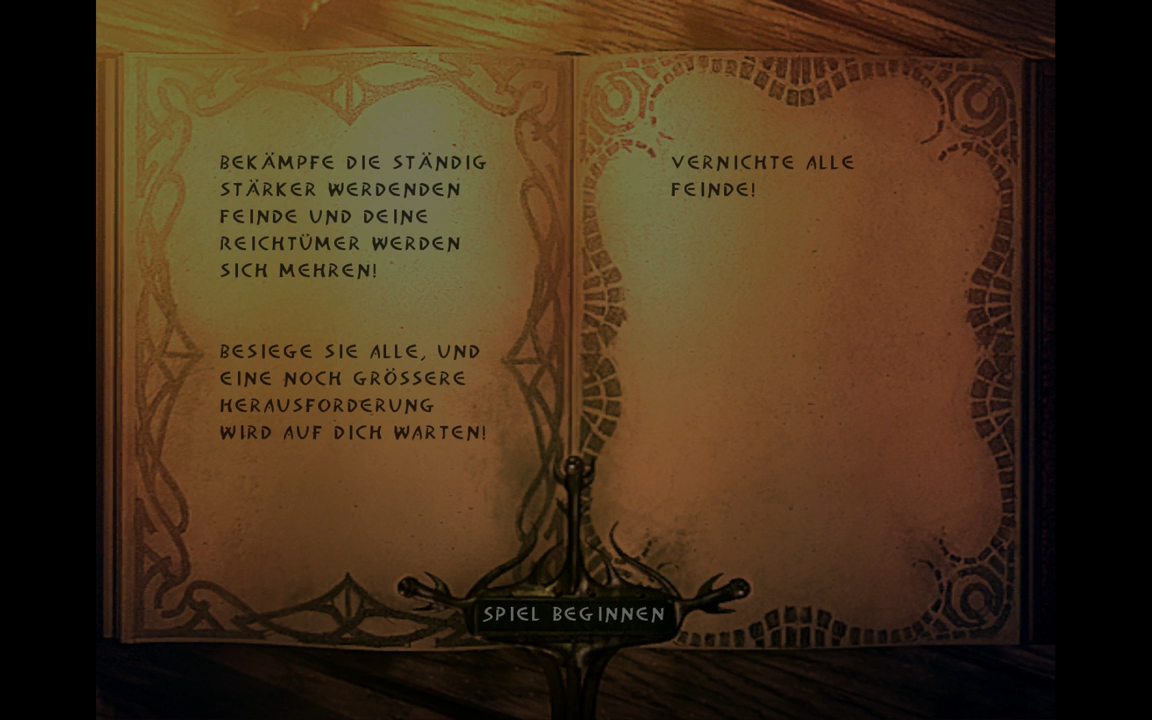 BEKÄMPFE DIE STÄNDIG
STÄRKER WERDENDEN
FEINDE UND DEINE
REICHTÜMER WERDEN
SICH MEHREN!
BESIEGE SIE ALLE, UND
EINE NOCH GRÖSSERE
HERAUSFORDERUNG
WIRD AUF DICH WARTEN!
VERNICHTE ALLE
FEINDE!
SPIEL BEGINNEN